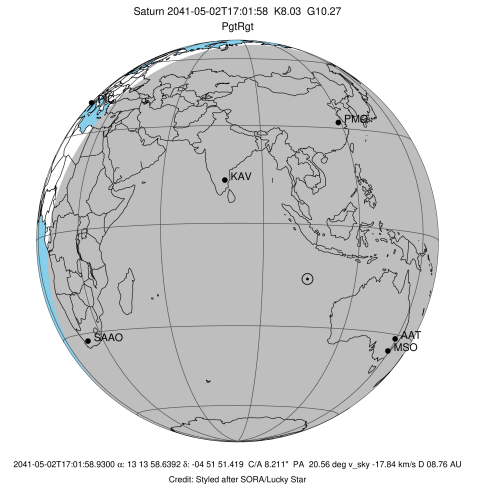 Saturn 2041-05-02T17:01:58 K8.03 G10.27
PgtRgt
PMO
KAV
SAAO
AAT
MSO
2041-05-02T17:01:58.9300 α: 13 13 58.6392 δ: -04 51 51.419 C/A 8.211" PA 20.56 deg v_sky -17.84 km/s D 08.76 AU
Credit: Styled after SORA/Lucky Star